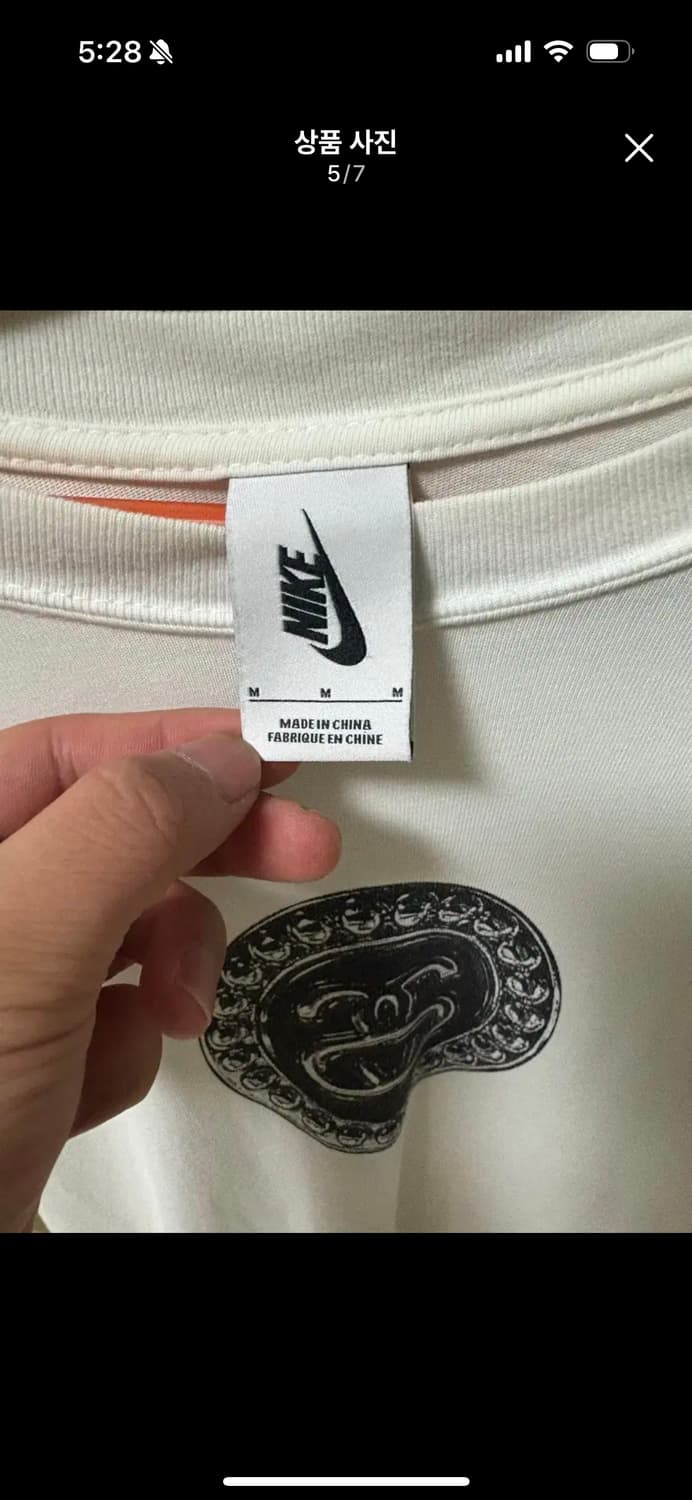 5:28
상품 사진
5/7
NIKE
M M M
MADE IN CHINA
FABRIQUE EN CHINE